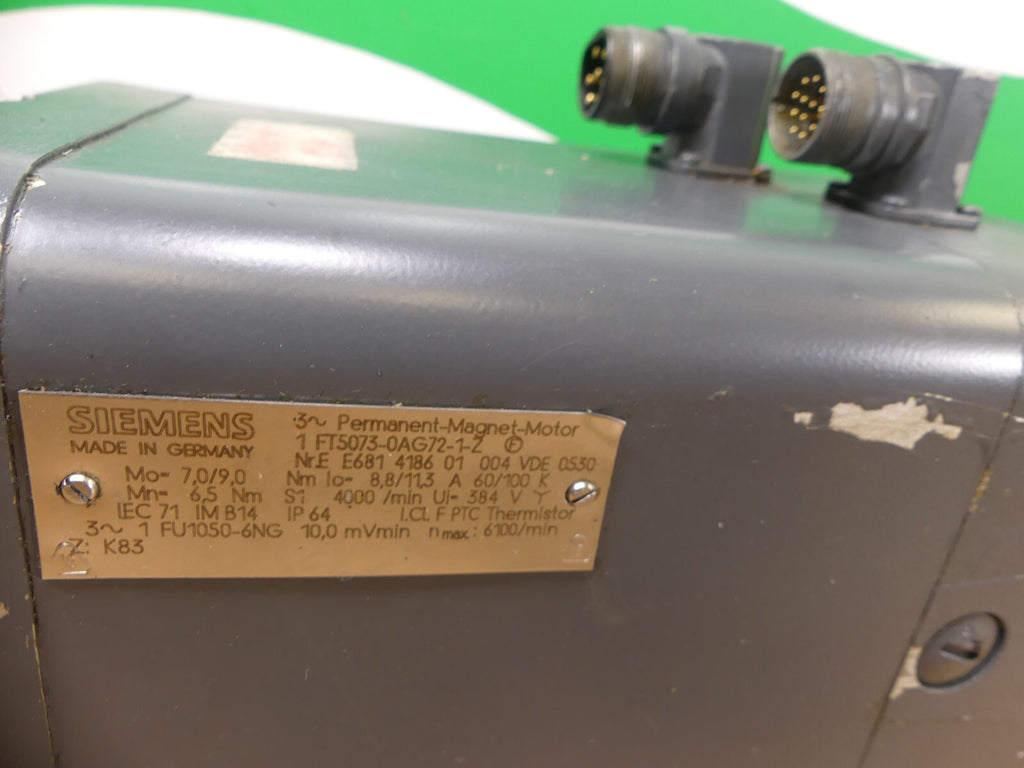 SIEMENS
MADE IN GERMANY
3~ Permanent-Magnet-Motor
1 FT5073-0AG72-1-Z Ⓕ
Nr.E E681 4186 01 004 VDE 0530
Mo- 7,0/9,0 Nm Io- 8,8/11,3 A 60/100 K
Mn- 6,5 Nm S1 4000 /min UI- 384 V Y
IEC 71 IM B14 IP 64 I.CI. F PTC Thermistor
3~ 1 FU1050-6NG 10,0 mVmin nmax.: 6100/min
Z: K83